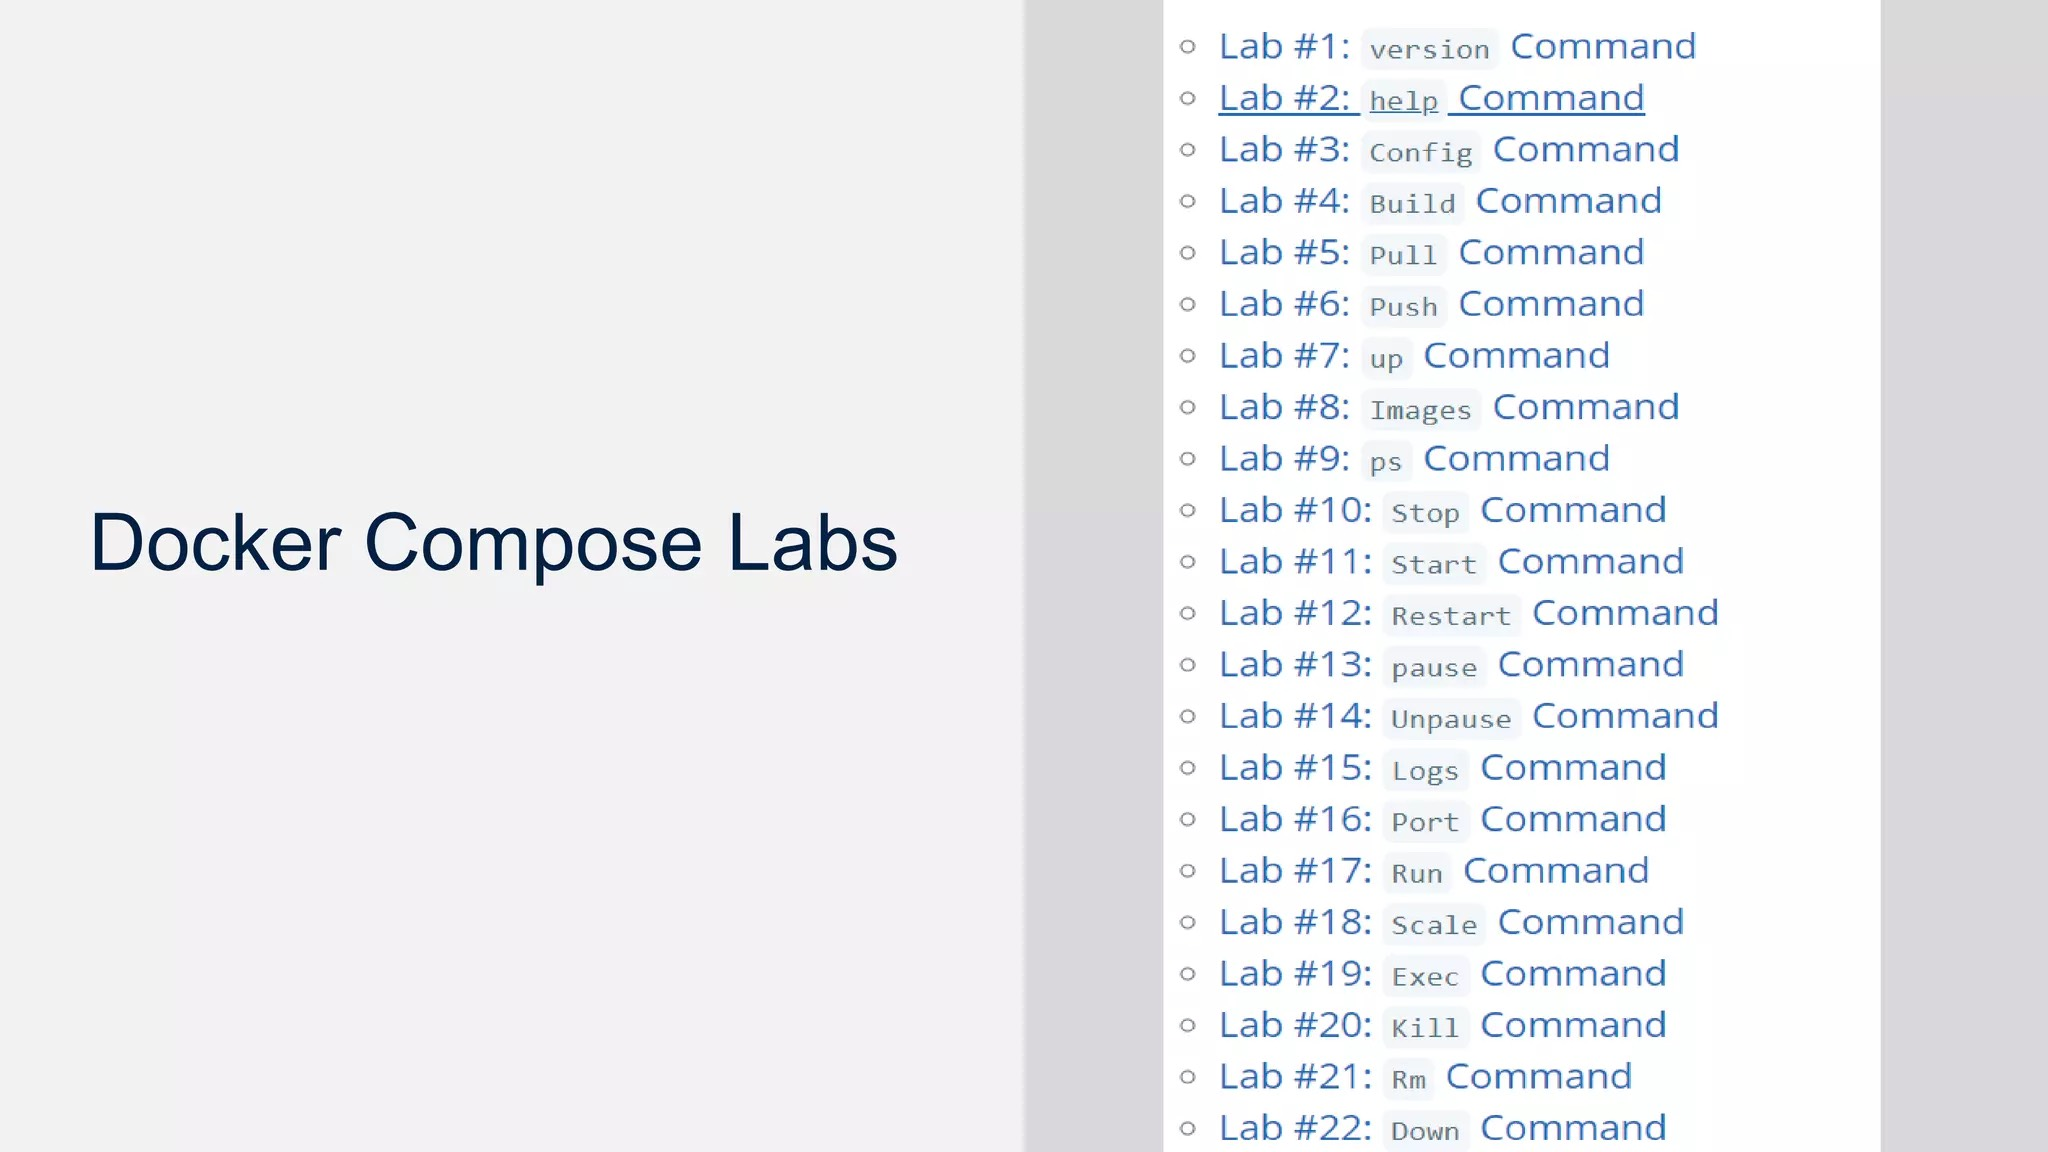 Docker Compose Labs
Lab #1: version Command
Lab #2: help Command
Lab #3: Config Command
Lab #4: Build Command
Lab #5: Pull Command
Lab #6: Push Command
Lab #7: up Command
Lab #8: Images Command
Lab #9: ps Command
Lab #10: Stop Command
Lab #11: Start Command
Lab #12: Restart Command
Lab #13: pause Command
Lab #14: Unpause Command
Lab #15: Logs Command
Lab #16: Port Command
Lab #17: Run Command
Lab #18: Scale Command
Lab #19: Exec Command
Lab #20: Kill Command
Lab #21: Rm Command
Lab #22: Down Command